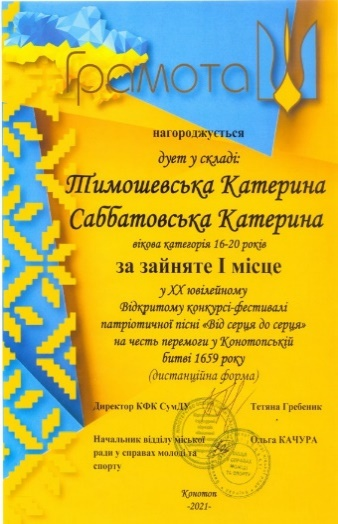 Грамота
нагороджується
дует у складі:
Тимошевська Катерина
Саббатовська Катерина
вікова категорія 16-20 років
за зайняте І місце
у ХХ ювілейному
Відкритому конкурсі-фестивалі
патріотичної пісні «Від серця до серця»
на честь перемоги у Конотопській
битві 1659 року
(дистанційна форма)
Директор КФК СумДУ Тетяна Гребеник
Начальник відділу міської
ради у справах молоді та Ольга КАЧУРА
спорту
Конотоп
-2021-